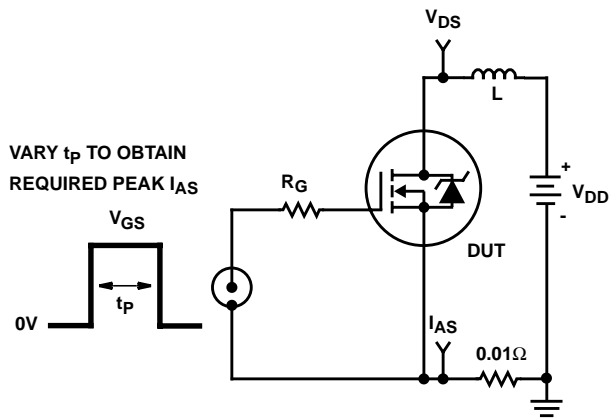 V_DS
L
VARY t_P TO OBTAIN
REQUIRED PEAK I_AS
R_G
+
V_DD
-
V_GS
DUT
t_P
0V
I_AS
0.01Ω